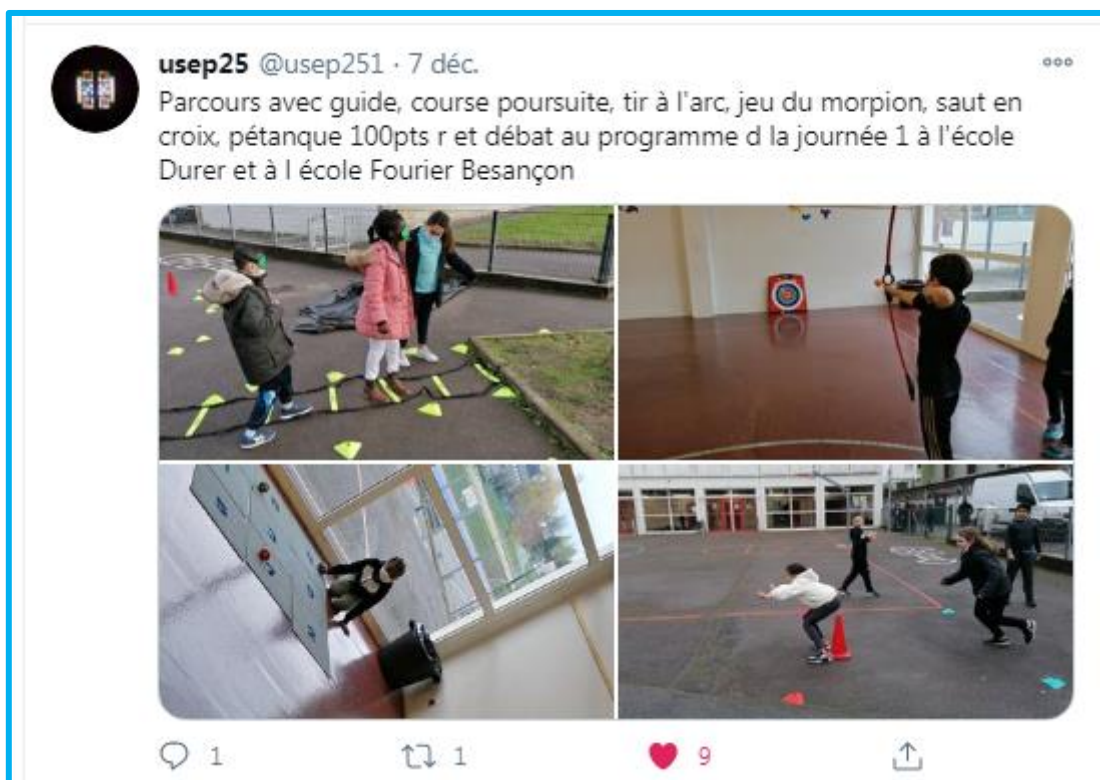 usep25 @usep251 · 7 déc.
Parcours avec guide, course poursuite, tir à l'arc, jeu du morpion, saut en
croix, pétanque 100pts r et débat au programme d la journée 1 à l'école
Durer et à l école Fourier Besançon
1
1
9